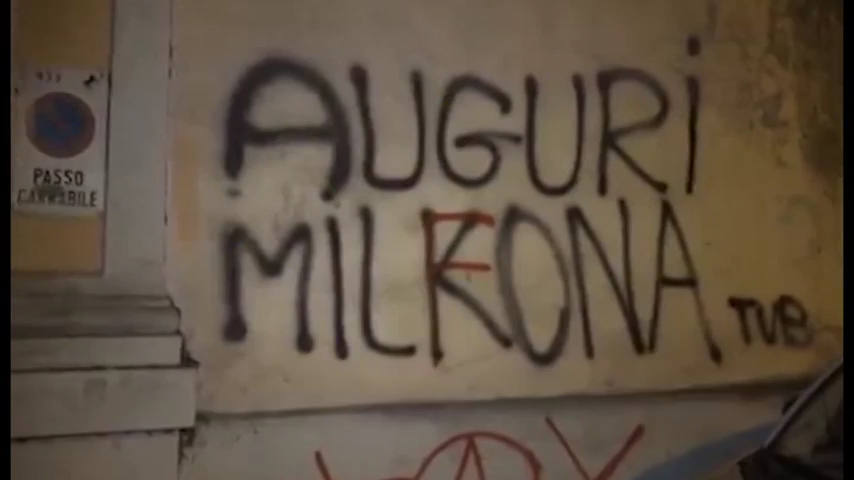 PASSO
CARRABILE
AUGURi
MiLKONA
TVB